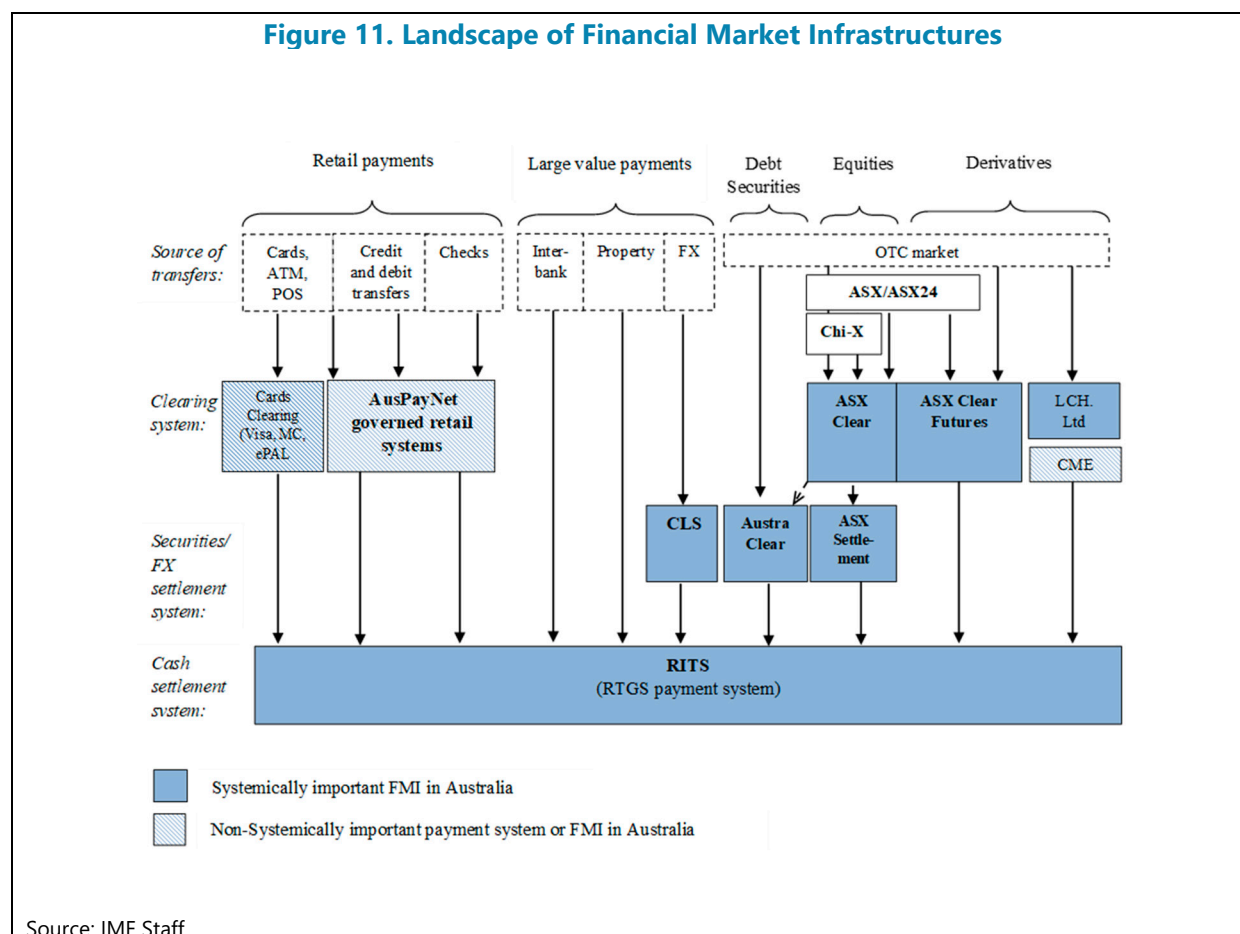 Figure 11. Landscape of Financial Market Infrastructures
Retail payments
Large value payments
Debt
Securities
Equities
Derivatives
Source of
transfers:
Cards,
ATM,
POS
Credit
and debit
transfers
Checks
Inter-
bank
Property
FX
OTC market
ASX/ASX24
Chi-X
Clearing
system:
Cards
Clearing
(Visa, MC,
ePAL
AusPayNet
governed retail
systems
ASX
Clear
ASX Clear
Futures
LCH.
Ltd
CME
Securities/
FX
settlement
system:
CLS
Austra
Clear
ASX
Settle-
ment
Cash
settlement
system:
RITS
(RTGS payment system)
Systemically important FMI in Australia
Non-Systemically important payment system or FMI in Australia
Source: IMF Staff